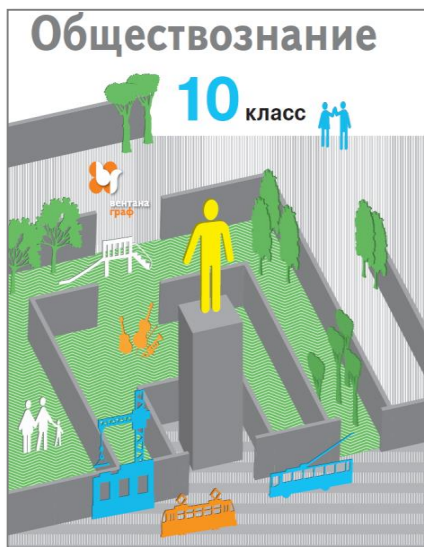 Обществознание
10 класс
вентана
граф